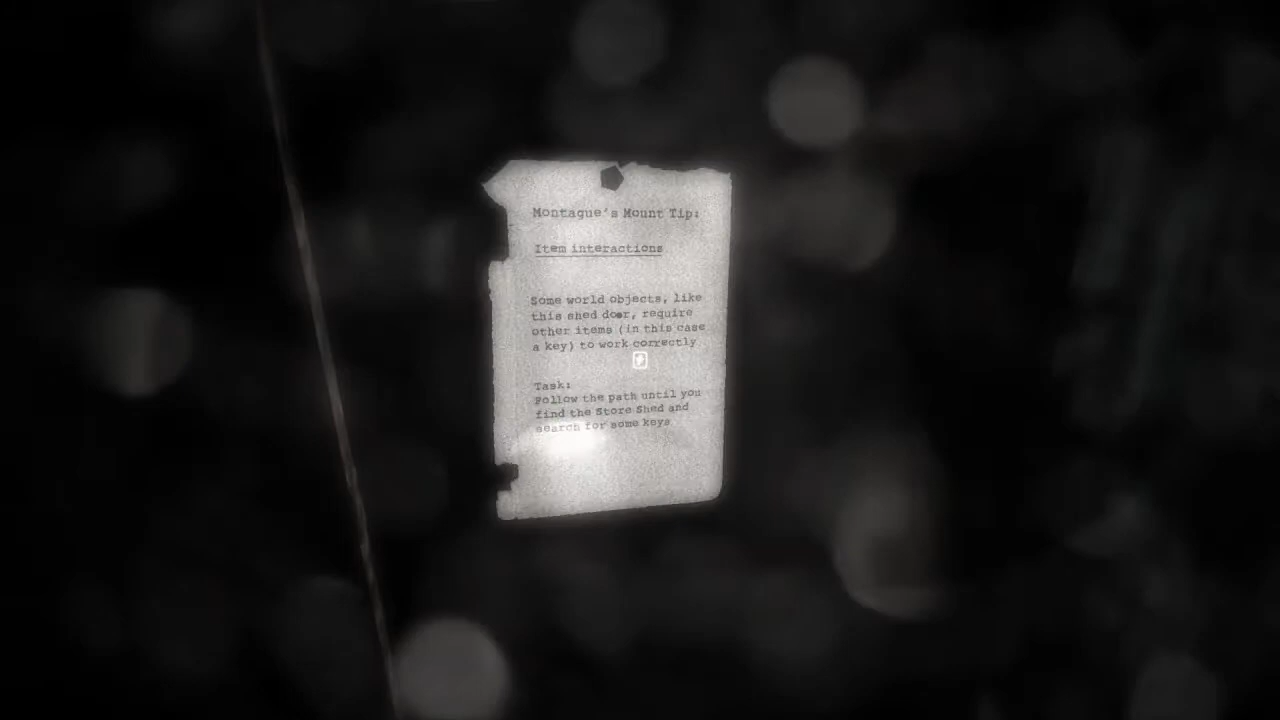 Montague's Mount Tip:
Item interactions
Some world objects, like
this shed door, require
other items (in this case
a key) to work correctly
Task:
Follow the path until you
find the Store Shed and
search for some keys